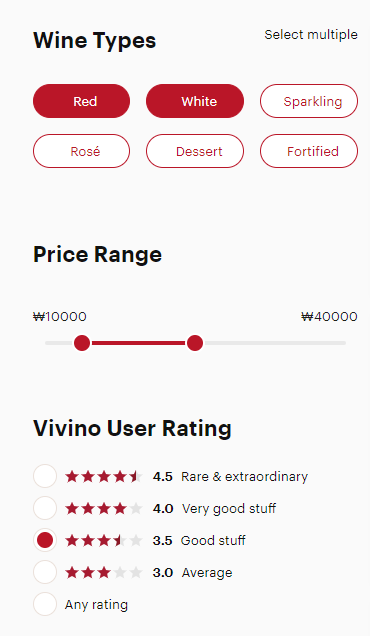 Wine Types
Select multiple
Red
White
Sparkling
Rosé
Dessert
Fortified
Price Range
₩10000
₩40000
Vivino User Rating
4.5 Rare & extraordinary
4.0 Very good stuff
3.5 Good stuff
3.0 Average
Any rating